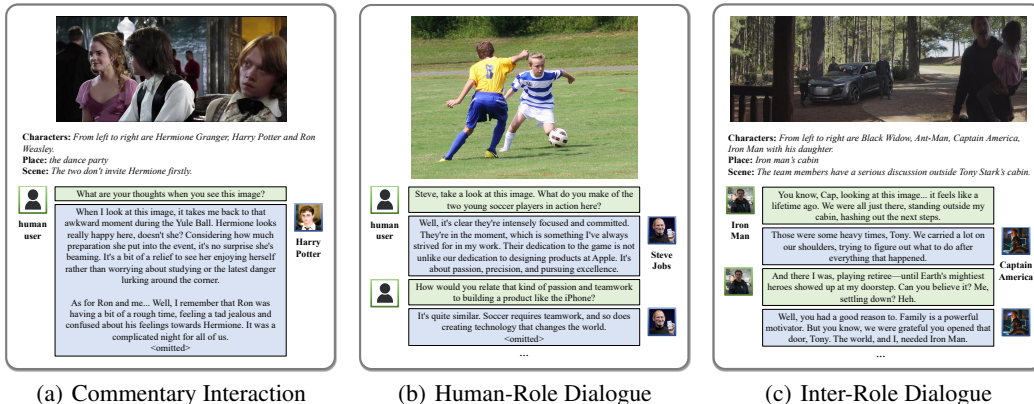 Characters: From left to right are Hermione Granger, Harry Potter and Ron
Weasley.
Place: the dance party
Scene: The two don't invite Hermione firstly.
What are your thoughts when you see this image?
human
user
When I look at this image, it takes me back to that
awkward moment during the Yule Ball. Hermione looks
really happy here, doesn't she? Considering how much
preparation she put into the event, it's no surprise she's
beaming. It's a bit of a relief to see her enjoying herself
rather than worrying about studying or the latest danger
lurking around the corner.
As for Ron and me... Well, I remember that Ron was
having a bit of a rough time, feeling a tad jealous and
confused about his feelings towards Hermione. It was a
complicated night for all of us.
<omitted>
Harry
Potter
(a) Commentary Interaction
Steve, take a look at this image. What do you make of the
two young soccer players in action here?
human
user
Well, it's clear they're intensely focused and committed.
They're in the moment, which is something I've always
strived for in my work. Their dedication to the game is not
unlike our dedication to designing products at Apple. It's
about passion, precision, and pursuing excellence.
Steve
Jobs
How would you relate that kind of passion and teamwork
to building a product like the iPhone?
It's quite similar. Soccer requires teamwork, and so does
creating technology that changes the world.
<omitted>
...
(b) Human-Role Dialogue
Characters: From left to right are Black Widow, Ant-Man, Captain America,
Iron Man with his daughter.
Place: Iron man's cabin
Scene: The team members have a serious discussion outside Tony Stark's cabin.
You know, Cap, looking at this image... it feels like a
lifetime ago. We were all just there, standing outside my
cabin, hashing out the next steps.
Iron
Man
Those were some heavy times, Tony. We carried a lot on
our shoulders, trying to figure out what to do after
everything that happened.
Captain
America
And there I was, playing retiree—until Earth's mightiest
heroes showed up at my doorstep. Can you believe it? Me,
settling down? Heh.
Well, you had a good reason to. Family is a powerful
motivator. But you know, we were grateful you opened that
door, Tony. The world, and I, needed Iron Man.
...
(c) Inter-Role Dialogue